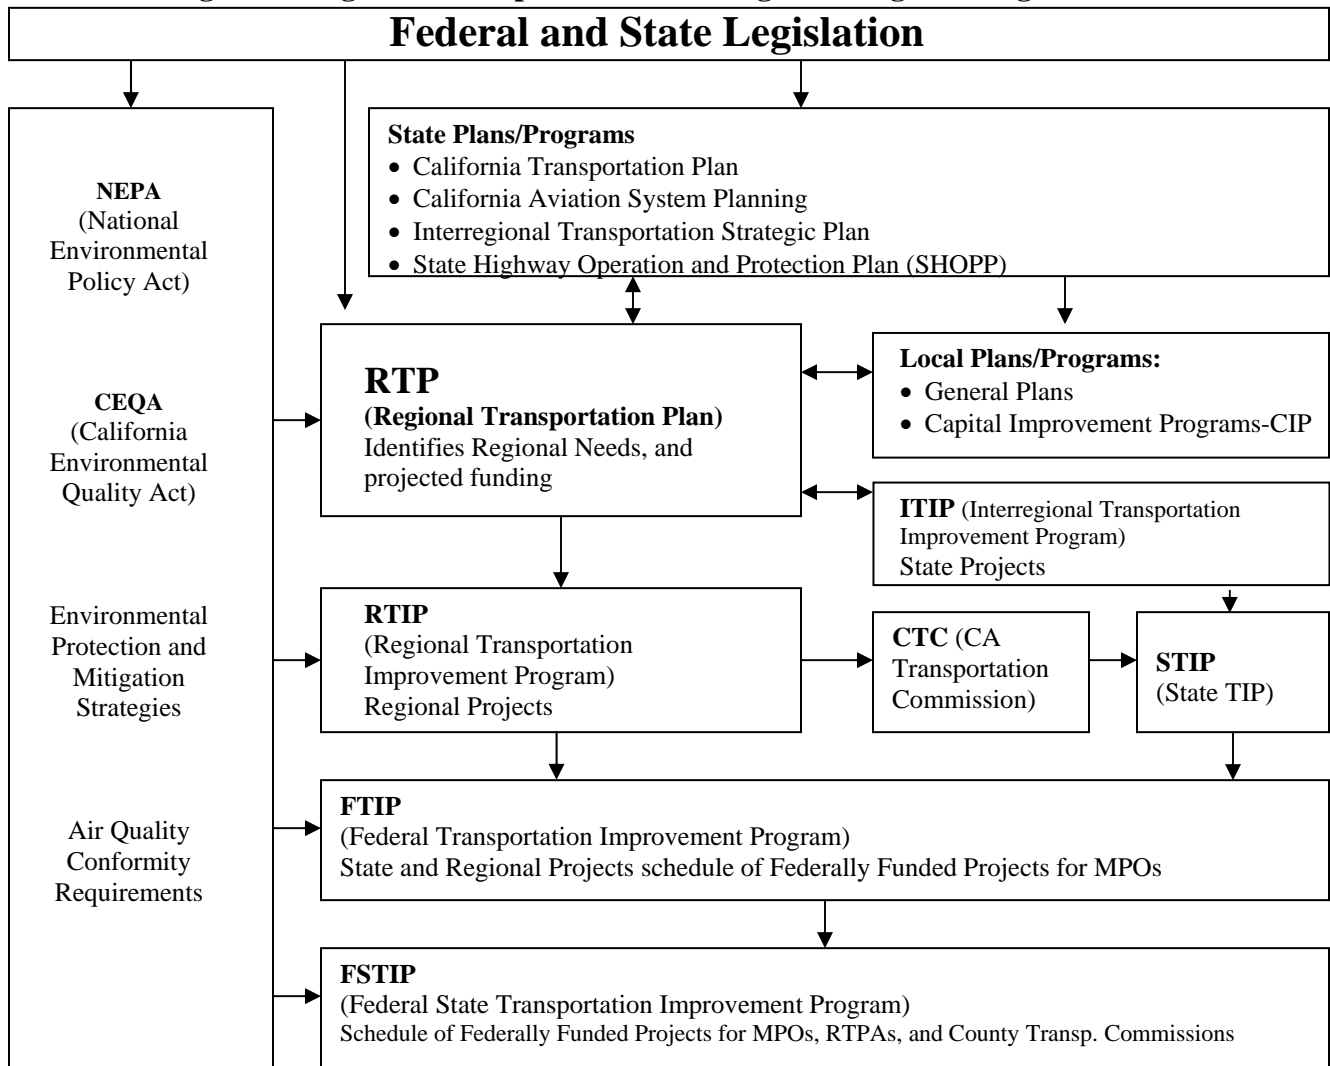 Federal and State Legislation
NEPA
(National
Environmental
Policy Act)
CEQA
(California
Environmental
Quality Act)
Environmental
Protection and
Mitigation
Strategies
Air Quality
Conformity
Requirements
State Plans/Programs
• California Transportation Plan
• California Aviation System Planning
• Interregional Transportation Strategic Plan
• State Highway Operation and Protection Plan (SHOPP)
RTP
(Regional Transportation Plan)
Identifies Regional Needs, and
projected funding
Local Plans/Programs:
• General Plans
• Capital Improvement Programs-CIP
ITIP (Interregional Transportation
Improvement Program)
State Projects
RTIP
(Regional Transportation
Improvement Program)
Regional Projects
CTC (CA
Transportation
Commission)
STIP
(State TIP)
FTIP
(Federal Transportation Improvement Program)
State and Regional Projects schedule of Federally Funded Projects for MPOs
FSTIP
(Federal State Transportation Improvement Program)
Schedule of Federally Funded Projects for MPOs, RTPAs, and County Transp. Commissions